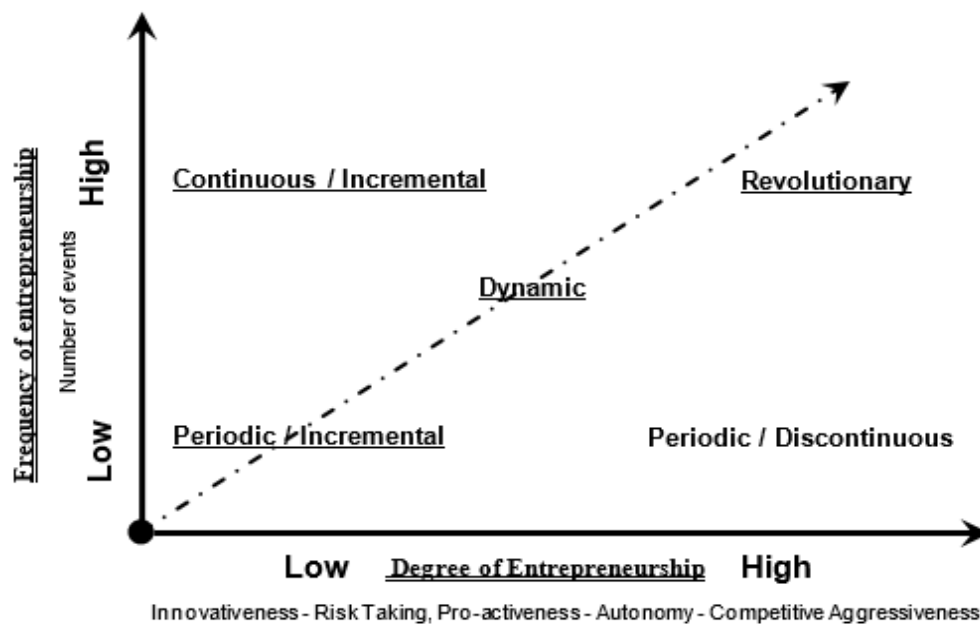 Frequency of entrepreneurship
Number of events
High
Low
Continuous / Incremental
Revolutionary
Dynamic
Periodic / Incremental
Periodic / Discontinuous
Low
Degree of Entrepreneurship
High
Innovativeness - Risk Taking, Pro-activeness - Autonomy - Competitive Aggressiveness